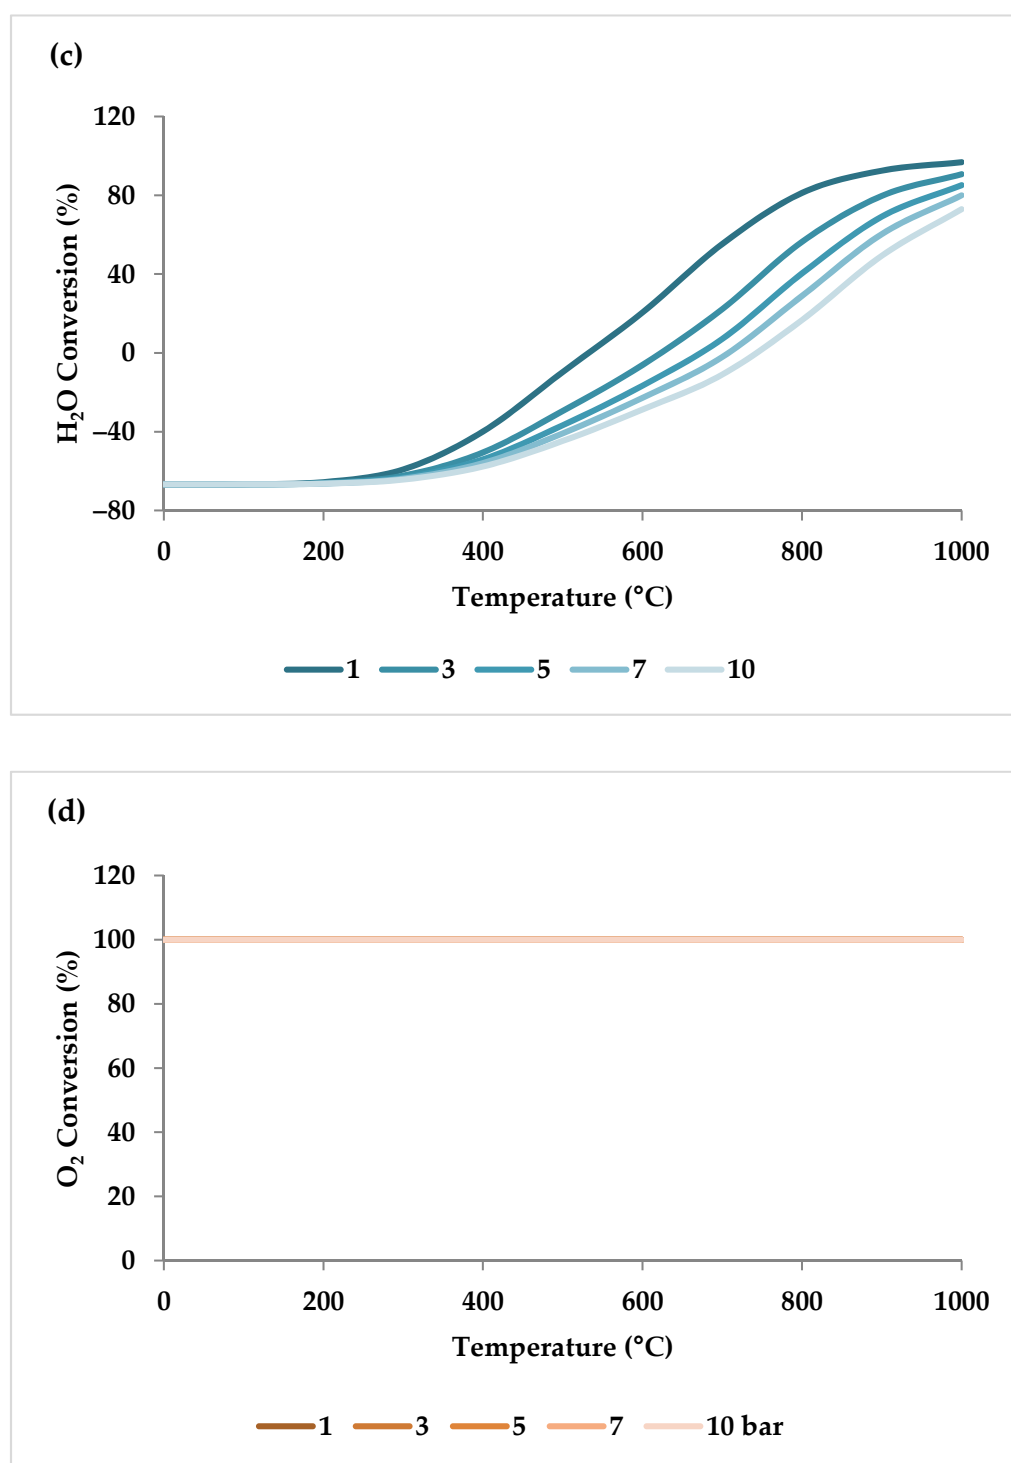 (c)
120
80
40
0
–40
–80
H₂O Conversion (%)
0 200 400 600 800 1000
Temperature (°C)
1 3 5 7 10
(d)
120
100
80
60
40
20
0
O₂ Conversion (%)
0 200 400 600 800 1000
Temperature (°C)
1 3 5 7 10 bar